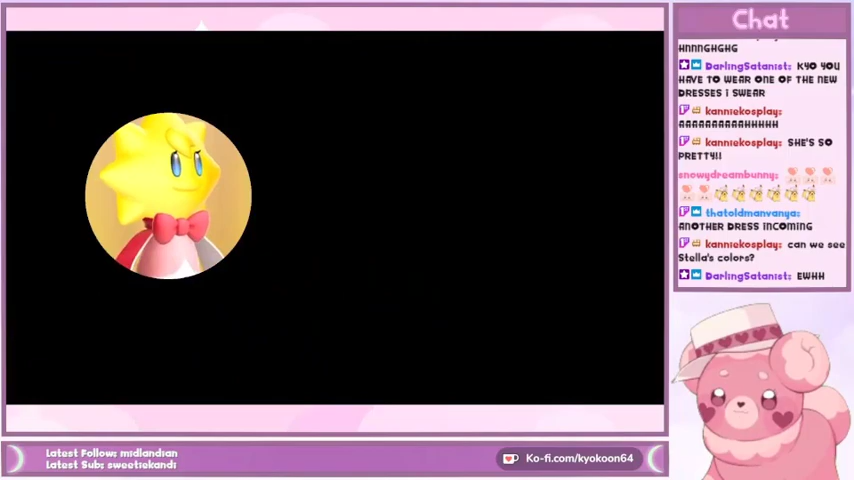 Chat
HNNNGHGHG
DarlingSatanist: KYO YOU
HAVE TO WEAR ONE OF THE NEW
DRESSES I SWEAR
kanniekosplay:
AAAAAAAAAAHHHHH
kanniekosplay: SHE'S SO
PRETTY!!
snowydreambunny:
thatoldmanvanya:
ANOTHER DRESS INCOMING
kanniekosplay: can we see
Stella's colors?
DarlingSatanist: EWHH
Latest Follow: midlandian
Latest Sub: sweetiekandi
Ko-fi.com/kyokoon64